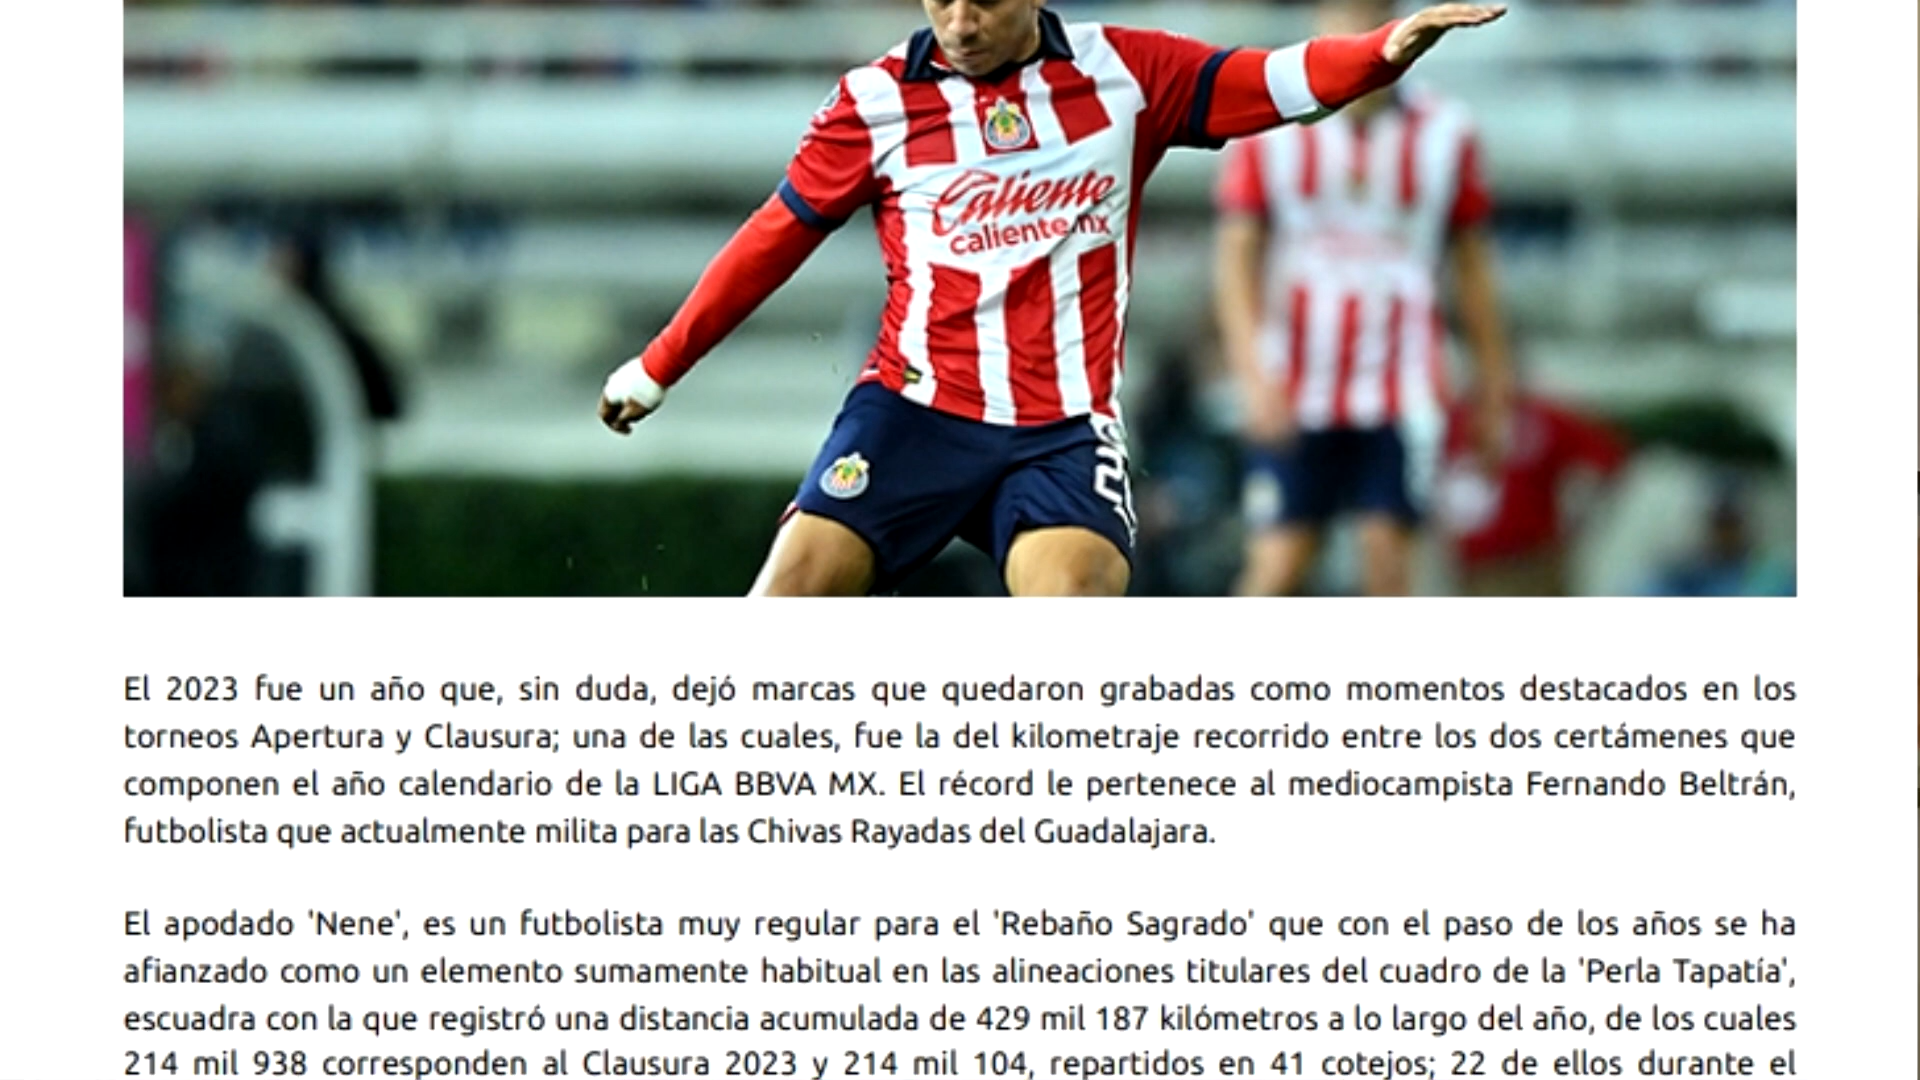 Caliente
caliente.mx
2
El 2023 fue un año que, sin duda, dejó marcas que quedaron grabadas como momentos destacados en los
torneos Apertura y Clausura; una de las cuales, fue la del kilometraje recorrido entre los dos certámenes que
componen el año calendario de la LIGA BBVA MX. El récord le pertenece al mediocampista Fernando Beltrán,
futbolista que actualmente milita para las Chivas Rayadas del Guadalajara.
El apodado 'Nene', es un futbolista muy regular para el 'Rebaño Sagrado' que con el paso de los años se ha
afianzado como un elemento sumamente habitual en las alineaciones titulares del cuadro de la 'Perla Tapatía',
escuadra con la que registró una distancia acumulada de 429 mil 187 kilómetros a lo largo del año, de los cuales
214 mil 938 corresponden al Clausura 2023 y 214 mil 104, repartidos en 41 cotejos; 22 de ellos durante el